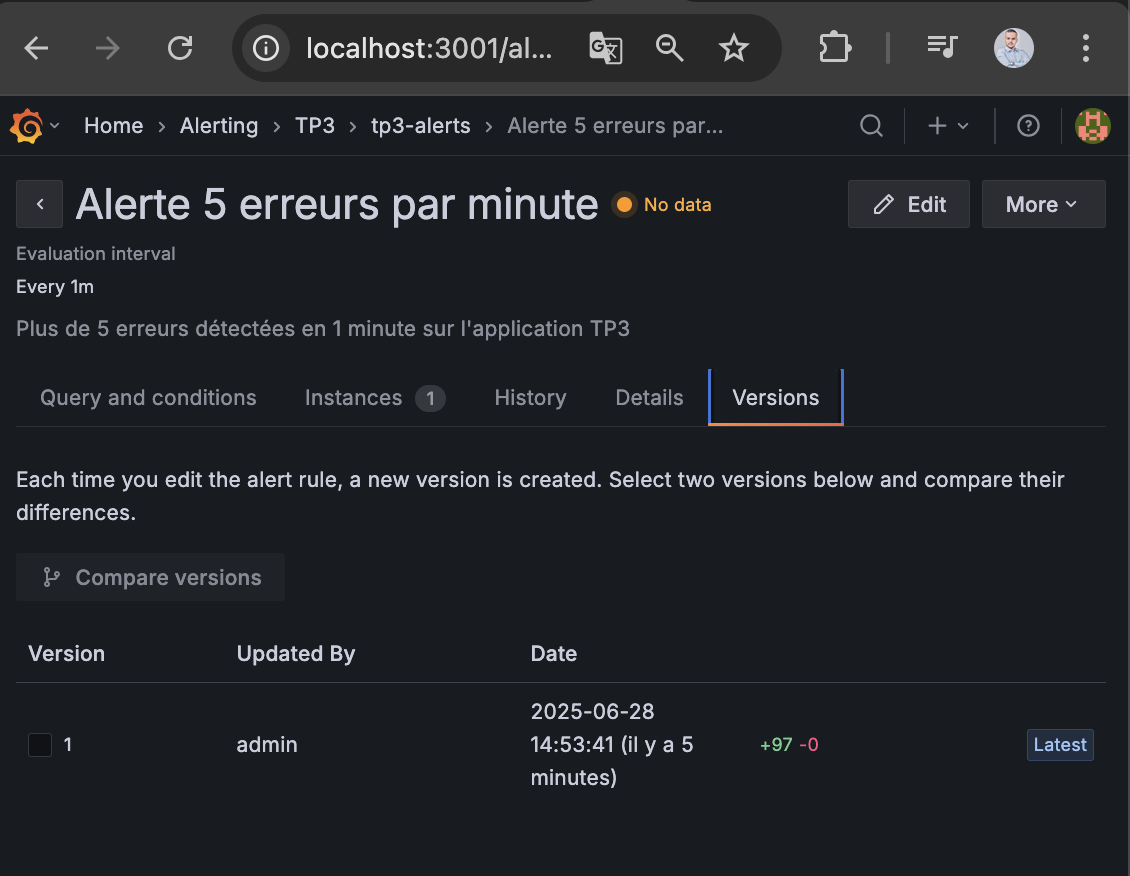 localhost:3001/al...
Home › Alerting › TP3 › tp3-alerts › Alerte 5 erreurs par...
Alerte 5 erreurs par minute No data Edit More
Evaluation interval
Every 1m
Plus de 5 erreurs détectées en 1 minute sur l'application TP3
Query and conditions Instances 1 History Details Versions
Each time you edit the alert rule, a new version is created. Select two versions below and compare their
differences.
Compare versions
Version Updated By Date
1 admin 2025-06-28
14:53:41 (il y a 5
minutes) +97 -0 Latest